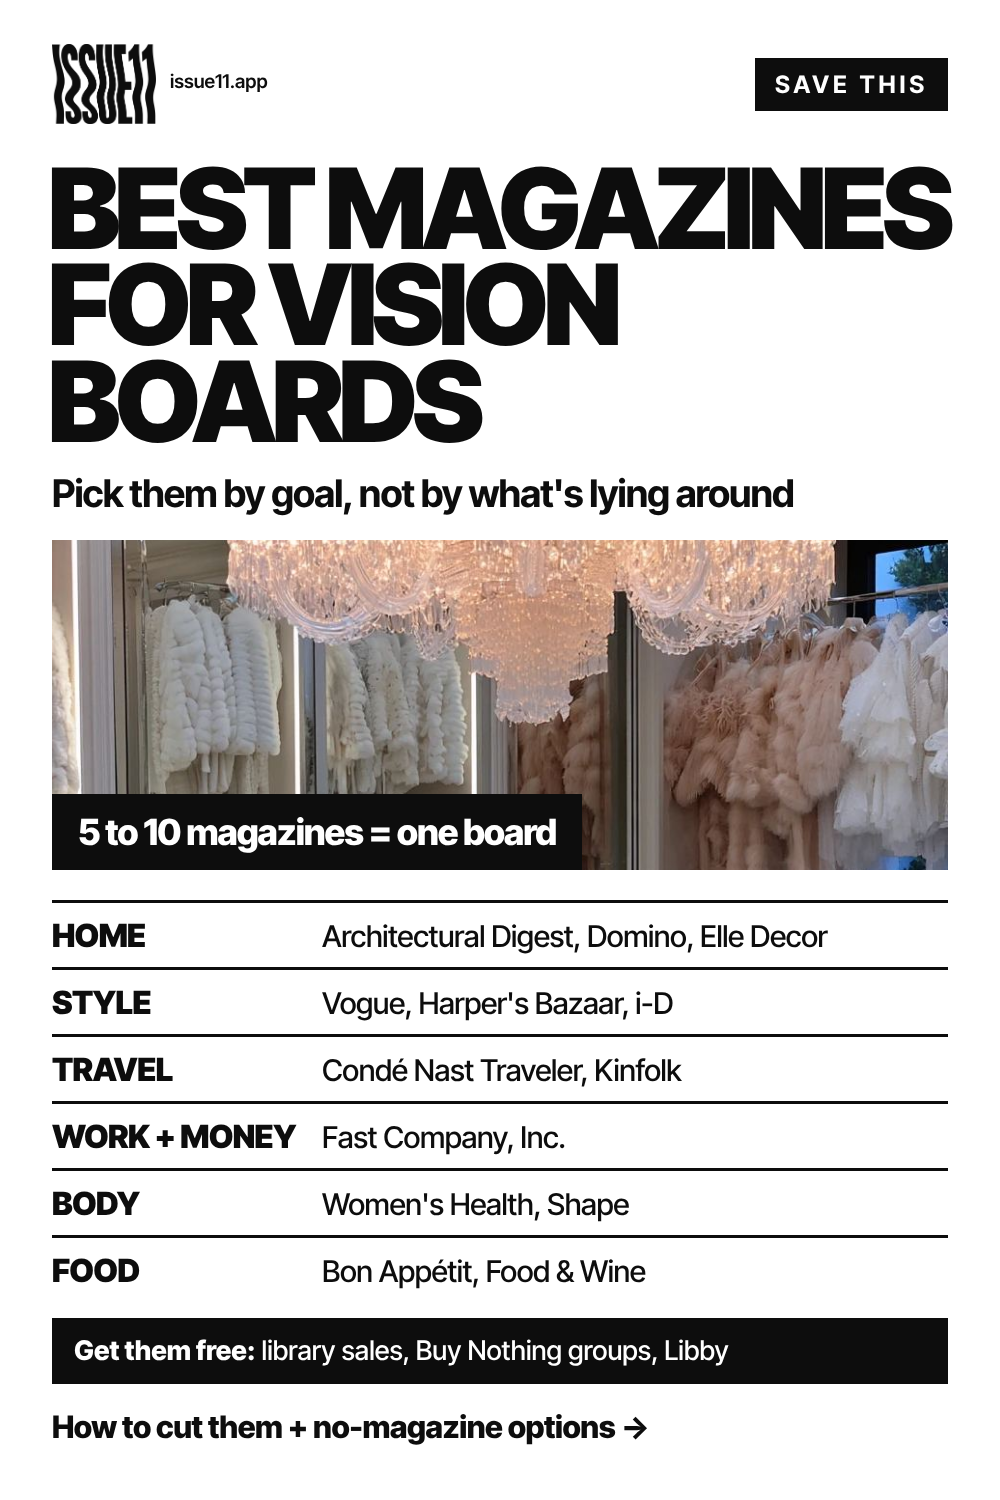 ISSUE11
issue11.app
SAVE THIS
BEST MAGAZINES
FOR VISION
BOARDS
Pick them by goal, not by what's lying around
5 to 10 magazines = one board
HOME Architectural Digest, Domino, Elle Decor
STYLE Vogue, Harper's Bazaar, i-D
TRAVEL Condé Nast Traveler, Kinfolk
WORK + MONEY Fast Company, Inc.
BODY Women's Health, Shape
FOOD Bon Appétit, Food & Wine
Get them free: library sales, Buy Nothing groups, Libby
How to cut them + no-magazine options →